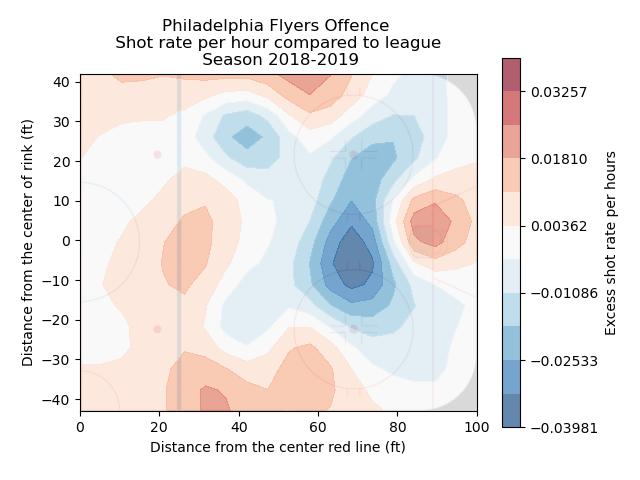 Philadelphia Flyers Offence
Shot rate per hour compared to league
Season 2018-2019
40
30
20
10
0
−10
−20
−30
−40
Distance from the center of rink (ft)
0 20 40 60 80 100
Distance from the center red line (ft)
0.03257
0.01810
0.00362
−0.01086
−0.02533
−0.03981
Excess shot rate per hours